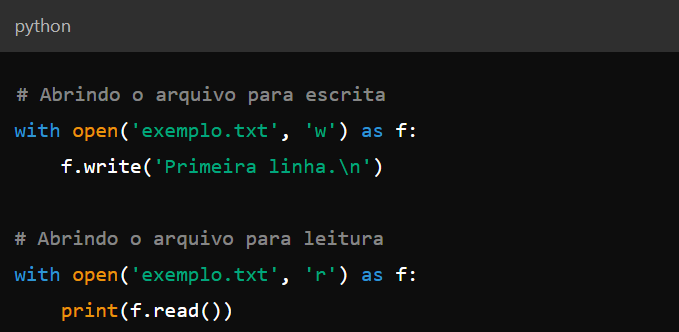 python
# Abrindo o arquivo para escrita
with open('exemplo.txt', 'w') as f:
    f.write('Primeira linha.\n')
# Abrindo o arquivo para leitura
with open('exemplo.txt', 'r') as f:
    print(f.read())